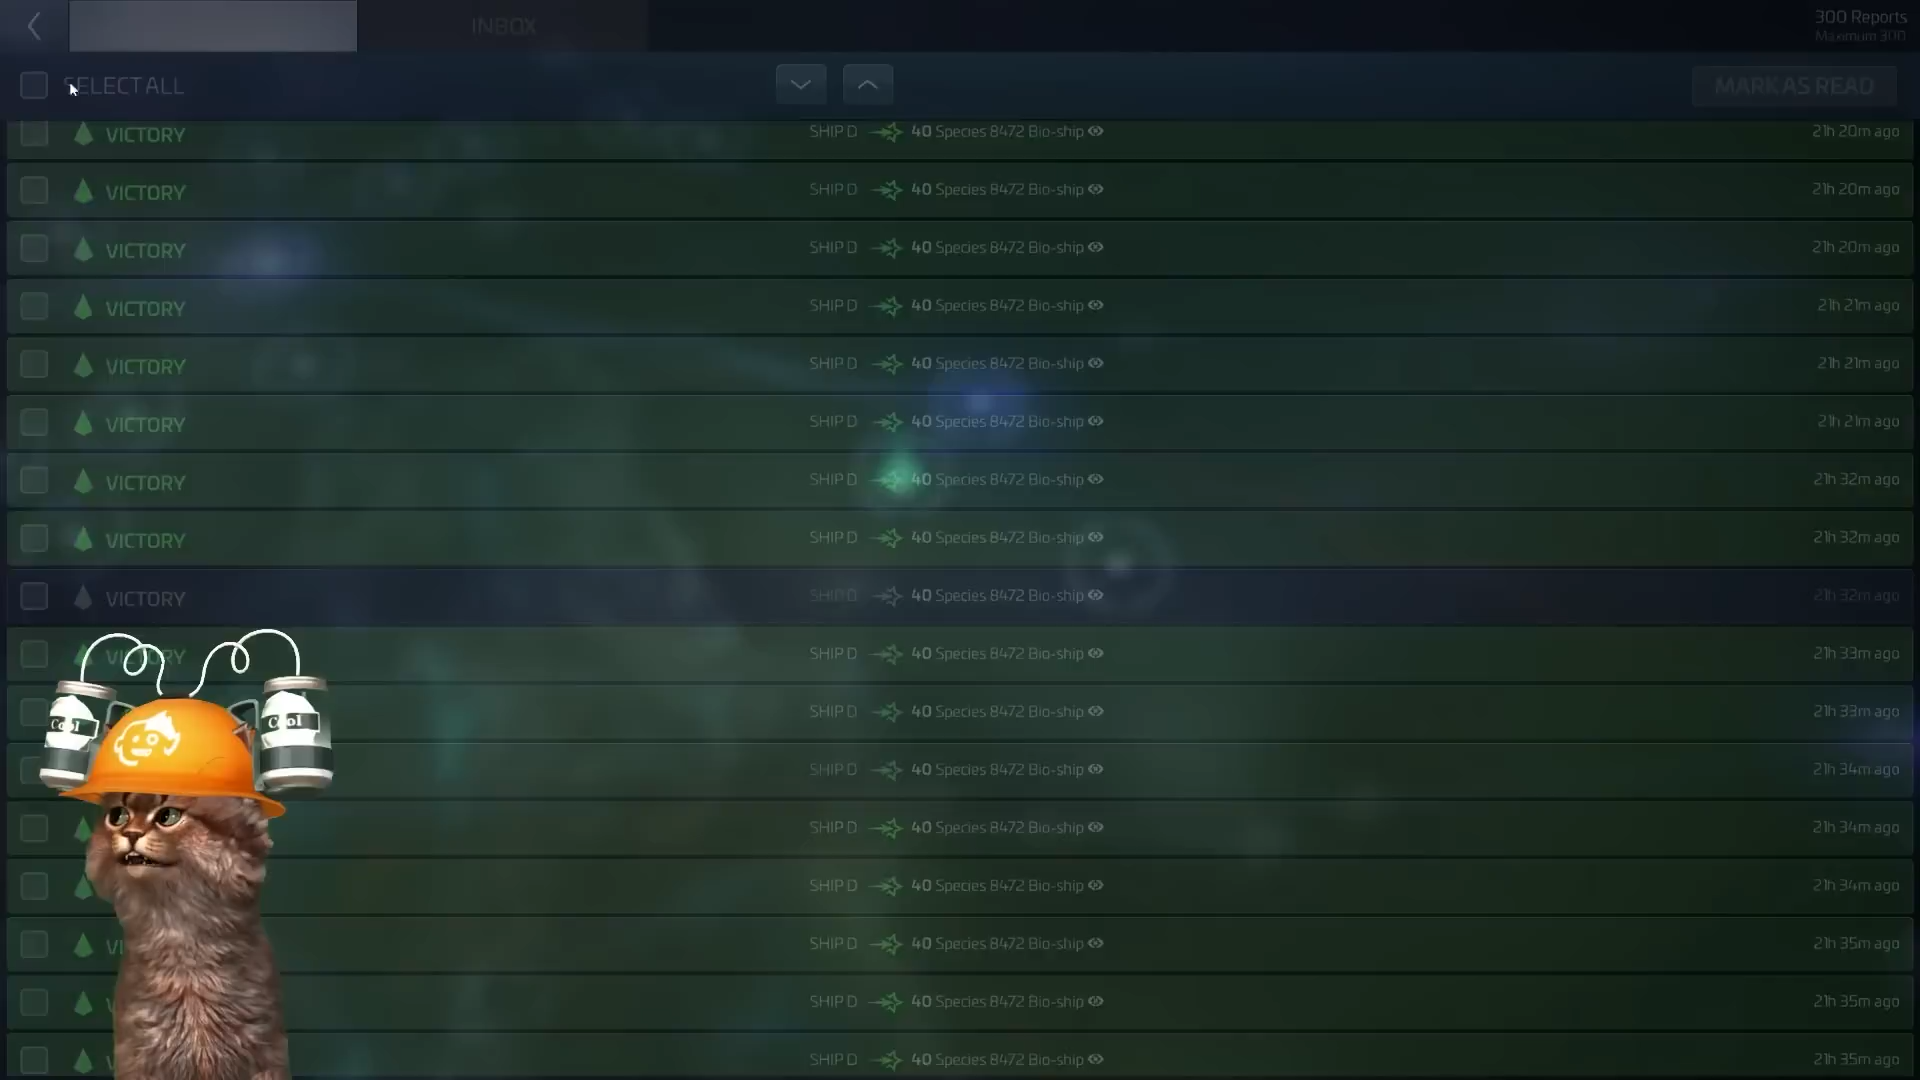 INBOX
300 Reports
Maximum 300
SELECT ALL
MARK AS READ
VICTORY SHIP D 40 Species 8472 Bio-ship 21h 20m ago
VICTORY SHIP D 40 Species 8472 Bio-ship 21h 20m ago
VICTORY SHIP D 40 Species 8472 Bio-ship 21h 20m ago
VICTORY SHIP D 40 Species 8472 Bio-ship 21h 21m ago
VICTORY SHIP D 40 Species 8472 Bio-ship 21h 21m ago
VICTORY SHIP D 40 Species 8472 Bio-ship 21h 21m ago
VICTORY SHIP D 40 Species 8472 Bio-ship 21h 32m ago
VICTORY SHIP D 40 Species 8472 Bio-ship 21h 32m ago
VICTORY SHIP D 40 Species 8472 Bio-ship 21h 32m ago
VICTORY SHIP D 40 Species 8472 Bio-ship 21h 33m ago
SHIP D 40 Species 8472 Bio-ship 21h 33m ago
Cool Cool
SHIP D 40 Species 8472 Bio-ship 21h 34m ago
SHIP D 40 Species 8472 Bio-ship 21h 34m ago
SHIP D 40 Species 8472 Bio-ship 21h 34m ago
VI SHIP D 40 Species 8472 Bio-ship 21h 35m ago
V SHIP D 40 Species 8472 Bio-ship 21h 35m ago
V SHIP D 40 Species 8472 Bio-ship 21h 35m ago